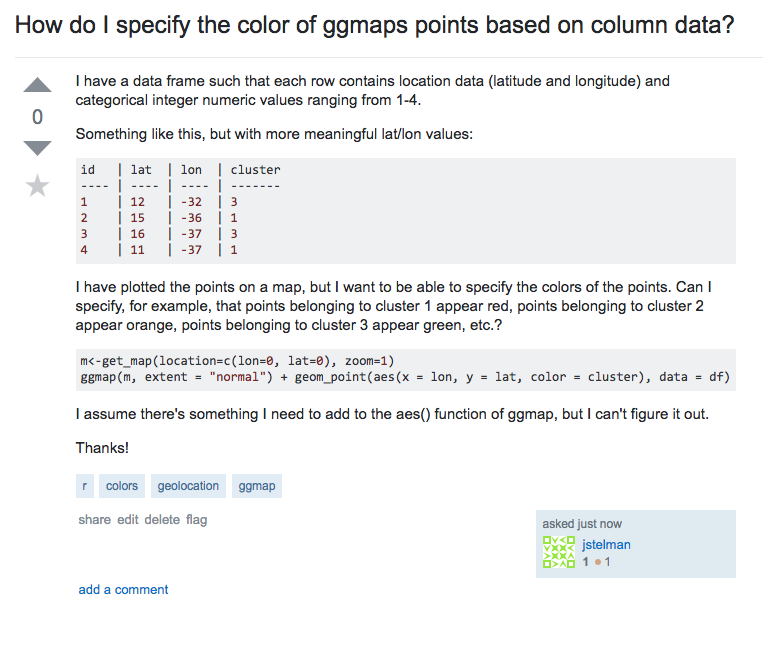 How do I specify the color of ggmaps points based on column data?
I have a data frame such that each row contains location data (latitude and longitude) and
categorical integer numeric values ranging from 1-4.
0
Something like this, but with more meaningful lat/lon values:
id | lat | lon | cluster
---- | ---- | ---- | -------
1 | 12 | -32 | 3
2 | 15 | -36 | 1
3 | 16 | -37 | 3
4 | 11 | -37 | 1
I have plotted the points on a map, but I want to be able to specify the colors of the points. Can I
specify, for example, that points belonging to cluster 1 appear red, points belonging to cluster 2
appear orange, points belonging to cluster 3 appear green, etc.?
m<-get_map(location=c(lon=0, lat=0), zoom=1)
ggmap(m, extent = "normal") + geom_point(aes(x = lon, y = lat, color = cluster), data = df)
I assume there's something I need to add to the aes() function of ggmap, but I can't figure it out.
Thanks!
r colors geolocation ggmap
share edit delete flag
asked just now
jstelman
1 ● 1
add a comment